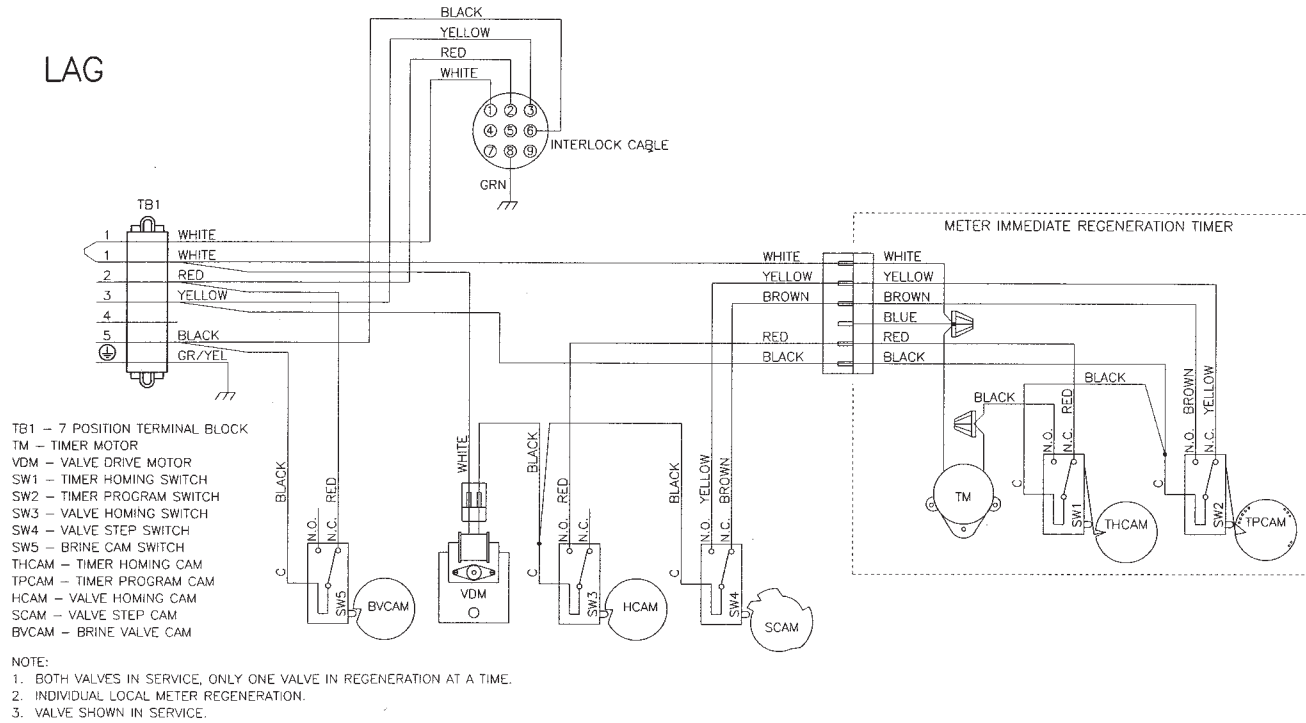 LAG
BLACK
YELLOW
RED
WHITE
1 2 3
4 5 6
7 8 9
INTERLOCK CABLE
GRN
TB1
1 WHITE
1 WHITE
2 RED
3 YELLOW
4
5 BLACK
GR/YEL
METER IMMEDIATE REGENERATION TIMER
WHITE WHITE
YELLOW YELLOW
BROWN BROWN
BLUE
RED RED
BLACK BLACK
BLACK
BLACK
RED
BROWN
YELLOW
N.O.
N.C.
N.O.
N.C.
C
C
TM
SW1
THCAM
SW2
TPCAM
BLACK
RED
WHITE
BLACK
RED
BLACK
YELLOW
BROWN
N.O.
N.C.
N.O.
N.C.
N.O.
N.C.
C
C
C
SW5
BVCAM
VDM
SW3
HCAM
SW4
SCAM
TB1 – 7 POSITION TERMINAL BLOCK
TM – TIMER MOTOR
VDM – VALVE DRIVE MOTOR
SW1 – TIMER HOMING SWITCH
SW2 – TIMER PROGRAM SWITCH
SW3 – VALVE HOMING SWITCH
SW4 – VALVE STEP SWITCH
SW5 – BRINE CAM SWITCH
THCAM – TIMER HOMING CAM
TPCAM – TIMER PROGRAM CAM
HCAM – VALVE HOMING CAM
SCAM – VALVE STEP CAM
BVCAM – BRINE VALVE CAM
NOTE:
1. BOTH VALVES IN SERVICE, ONLY ONE VALVE IN REGENERATION AT A TIME.
2. INDIVIDUAL LOCAL METER REGENERATION.
3. VALVE SHOWN IN SERVICE.